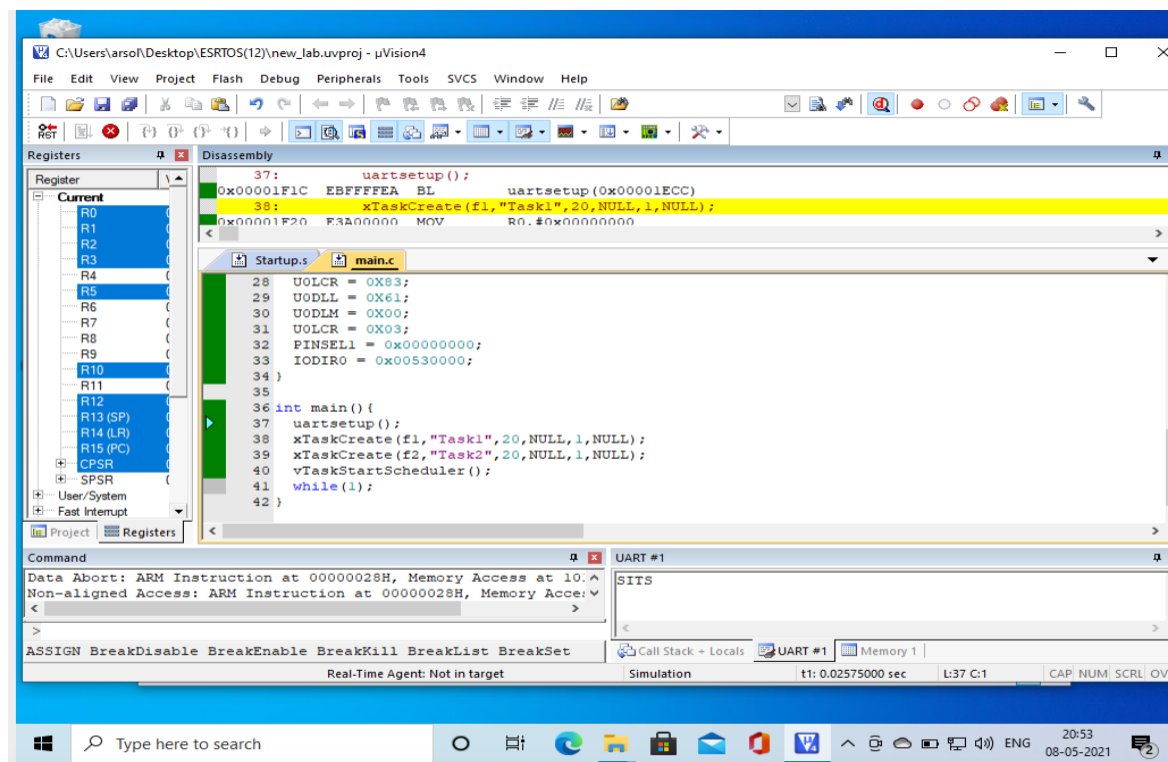 C:\Users\arsol\Desktop\ESRTOS(12)\new_lab.uvproj - µVision4
File Edit View Project Flash Debug Peripherals Tools SVCS Window Help
RST
Registers
Disassembly
Register
37: uartsetup();
0x00001F1C EBFFFFEA BL uartsetup(0x00001ECC)
38: xTaskCreate(f1,"Task1",20,NULL,1,NULL);
0x00001F20 E3A00000 MOV R0,#0x00000000
Current
R0
R1
R2
R3
R4
R5
R6
R7
R8
R9
R10
R11
R12
R13 (SP)
R14 (LR)
R15 (PC)
CPSR
SPSR
User/System
Fast Interrupt
Project Registers
Startup.s main.c
28 U0LCR = 0X83;
29 U0DLL = 0X61;
30 U0DLM = 0X00;
31 U0LCR = 0X03;
32 PINSEL1 = 0x00000000;
33 IODIR0 = 0x00530000;
34 }
35
36 int main(){
37 uartsetup();
38 xTaskCreate(f1,"Task1",20,NULL,1,NULL);
39 xTaskCreate(f2,"Task2",20,NULL,1,NULL);
40 vTaskStartScheduler();
41 while(1);
42 }
Command
Data Abort: ARM Instruction at 00000028H, Memory Access at 10
Non-aligned Access: ARM Instruction at 00000028H, Memory Acce
>
ASSIGN BreakDisable BreakEnable BreakKill BreakList BreakSet
UART #1
SITS
Call Stack + Locals UART #1 Memory 1
Real-Time Agent: Not in target Simulation t1: 0.02575000 sec L:37 C:1 CAP NUM SCRL OV
Type here to search
ENG
20:53
08-05-2021
2